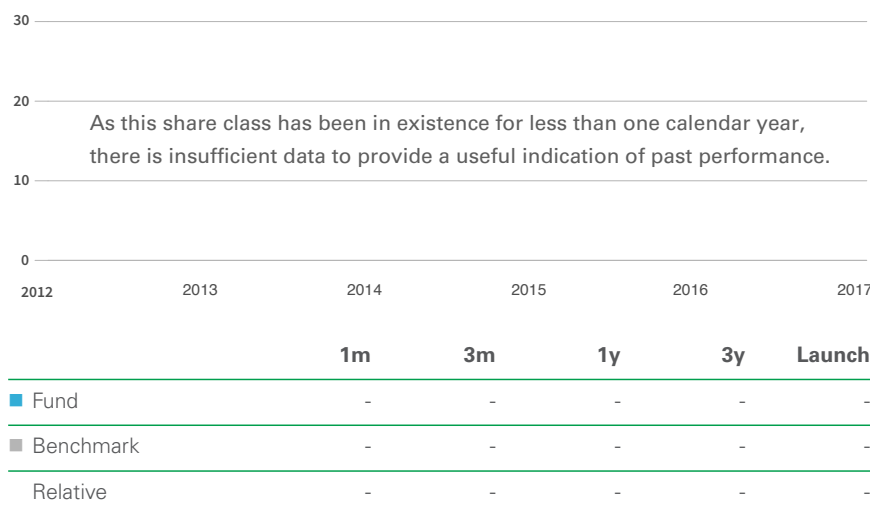 30
20
As this share class has been in existence for less than one calendar year,
there is insufficient data to provide a useful indication of past performance.
10
0
2012 2013 2014 2015 2016 2017
1m 3m 1y 3y Launch
Fund - - - - -
Benchmark - - - - -
Relative - - - - -